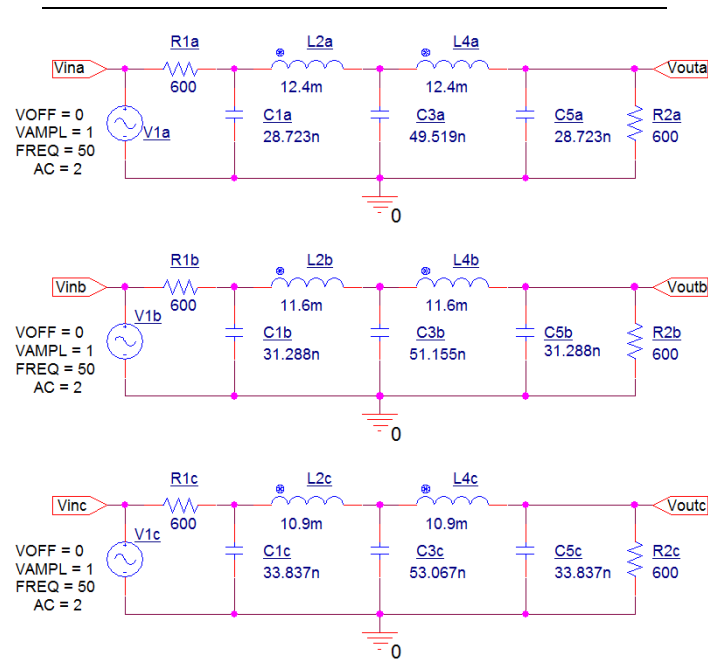 R1a L2a L4a
Vina Vouta
600 12.4m 12.4m
VOFF = 0
VAMPL = 1
FREQ = 50
AC = 2
V1a
C1a
28.723n
C3a
49.519n
C5a
28.723n
R2a
600
0
R1b L2b L4b
Vinb Voutb
600 11.6m 11.6m
VOFF = 0
VAMPL = 1
FREQ = 50
AC = 2
V1b
C1b
31.288n
C3b
51.155n
C5b
31.288n
R2b
600
0
R1c L2c L4c
Vinc Voutc
600 10.9m 10.9m
VOFF = 0
VAMPL = 1
FREQ = 50
AC = 2
V1c
C1c
33.837n
C3c
53.067n
C5c
33.837n
R2c
600
0